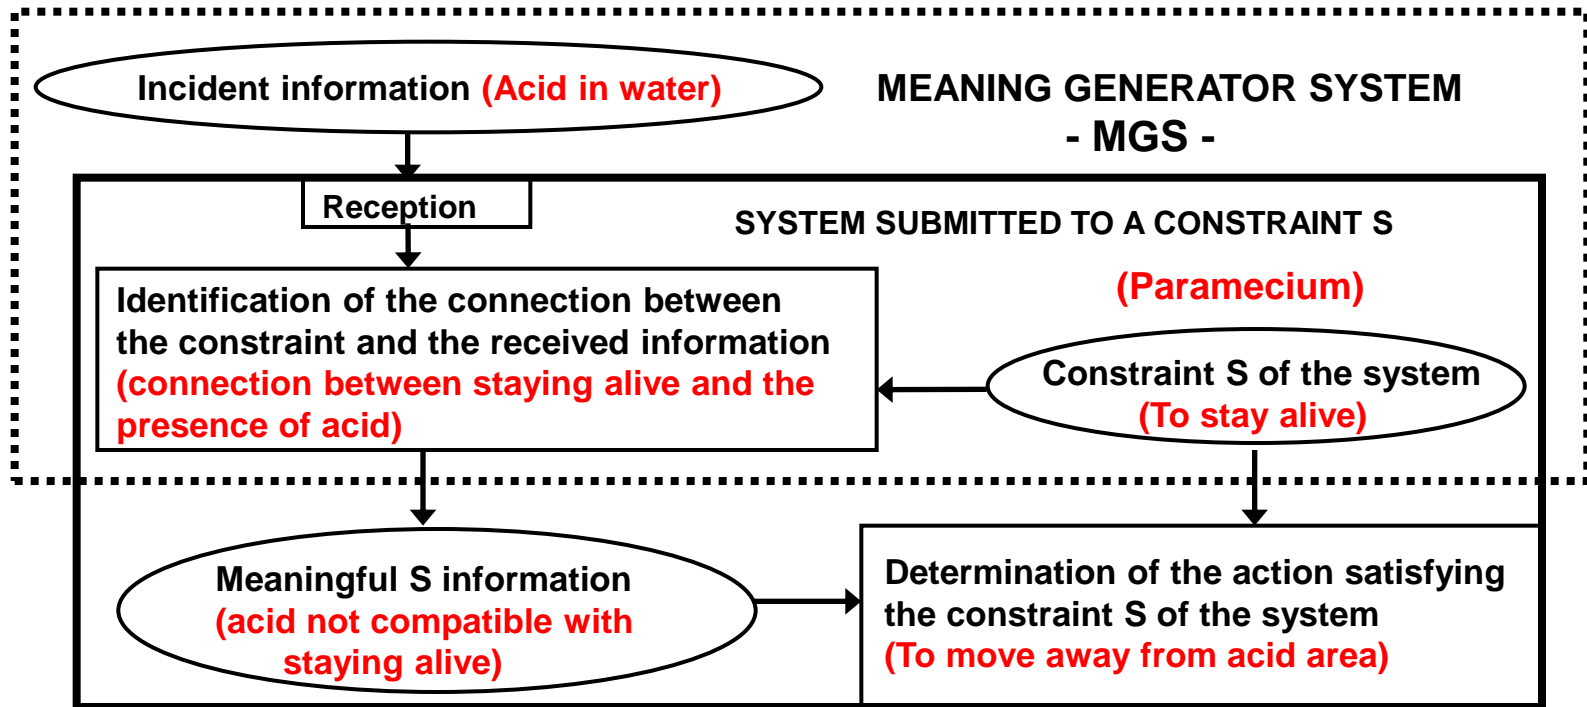 Incident information (Acid in water)
MEANING GENERATOR SYSTEM
- MGS -
Reception
SYSTEM SUBMITTED TO A CONSTRAINT S
(Paramecium)
Identification of the connection between
the constraint and the received information
(connection between staying alive and the
presence of acid)
Constraint S of the system
(To stay alive)
Meaningful S information
(acid not compatible with
staying alive)
Determination of the action satisfying
the constraint S of the system
(To move away from acid area)